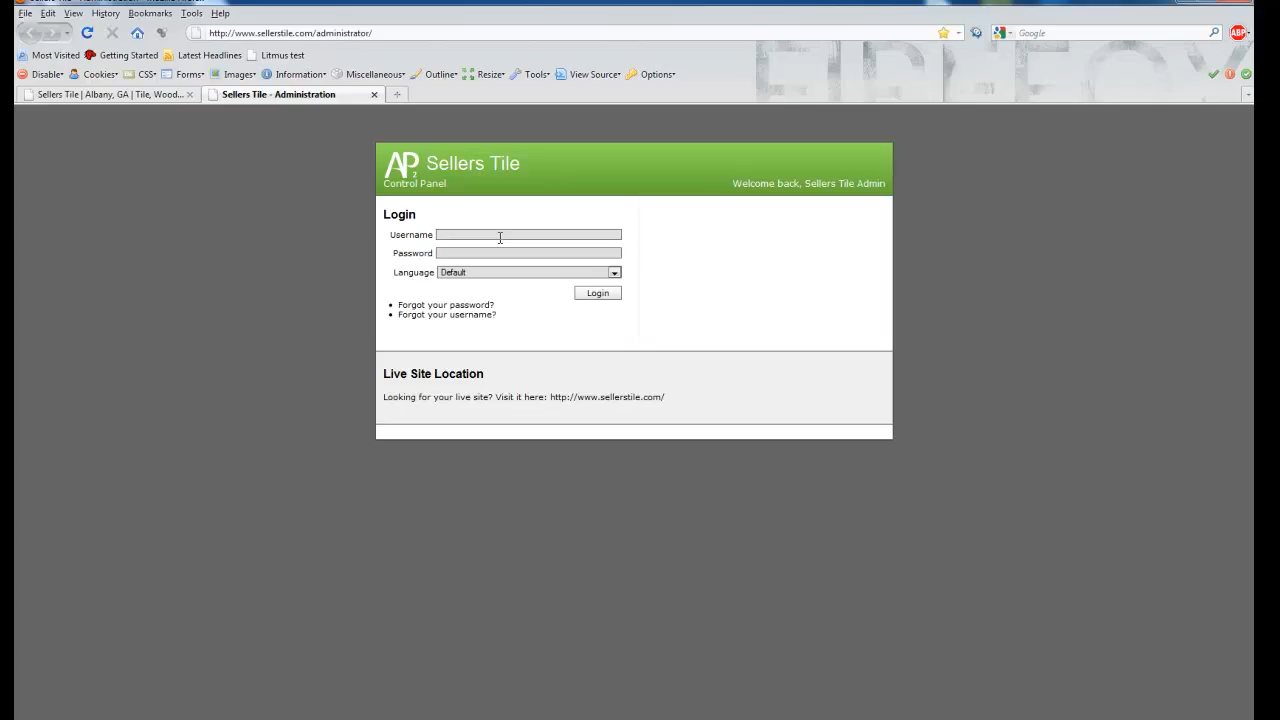 File Edit View History Bookmarks Tools Help
http://www.sellerstile.com/administrator/
Google
ABP
Most Visited Getting Started Latest Headlines Litmus test
Disable Cookies CSS Forms Images Information Miscellaneous Outline Resize Tools View Source Options
Sellers Tile | Albany, GA | Tile, Wood...
Sellers Tile - Administration
AP2 Sellers Tile
Control Panel
Welcome back, Sellers Tile Admin
Login
Username
Password
Language Default
Login
• Forgot your password?
• Forgot your username?
Live Site Location
Looking for your live site? Visit it here: http://www.sellerstile.com/